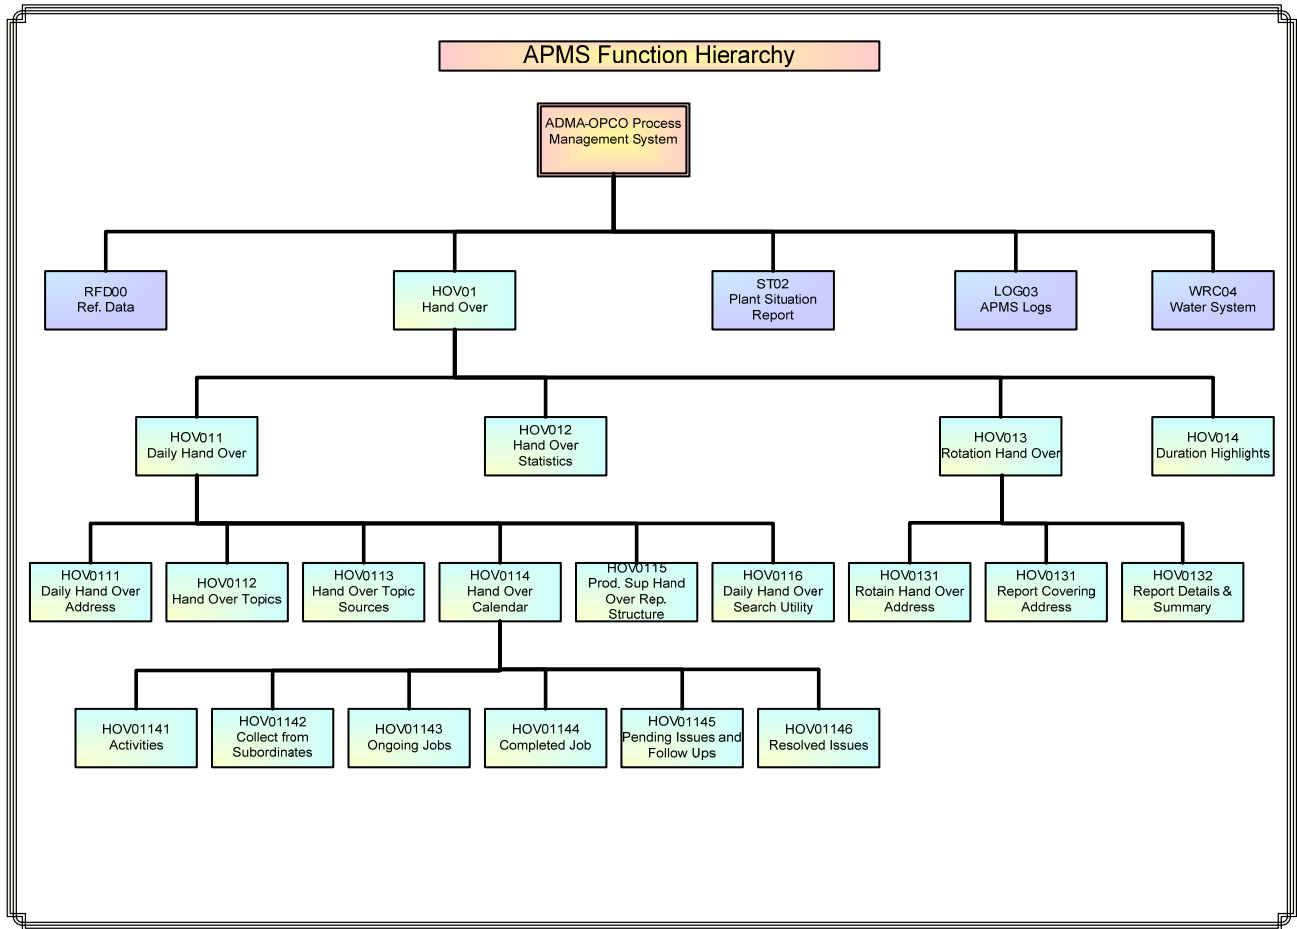 APMS Function Hierarchy
ADMA-OPCO Process
Management System
RFD00
Ref. Data
HOV01
Hand Over
ST02
Plant Situation
Report
LOG03
APMS Logs
WRC04
Water System
HOV011
Daily Hand Over
HOV012
Hand Over
Statistics
HOV013
Rotation Hand Over
HOV014
Duration Highlights
HOV0111
Daily Hand Over
Address
HOV0112
Hand Over Topics
HOV0113
Hand Over Topic
Sources
HOV0114
Hand Over
Calendar
HOV0115
Prod. Sup Hand
Over Rep.
Structure
HOV0116
Daily Hand Over
Search Utility
HOV0131
Rotain Hand Over
Address
HOV0131
Report Covering
Address
HOV0132
Report Details &
Summary
HOV01141
Activities
HOV01142
Collect from
Subordinates
HOV01143
Ongoing Jobs
HOV01144
Completed Job
HOV01145
Pending Issues and
Follow Ups
HOV01146
Resolved Issues